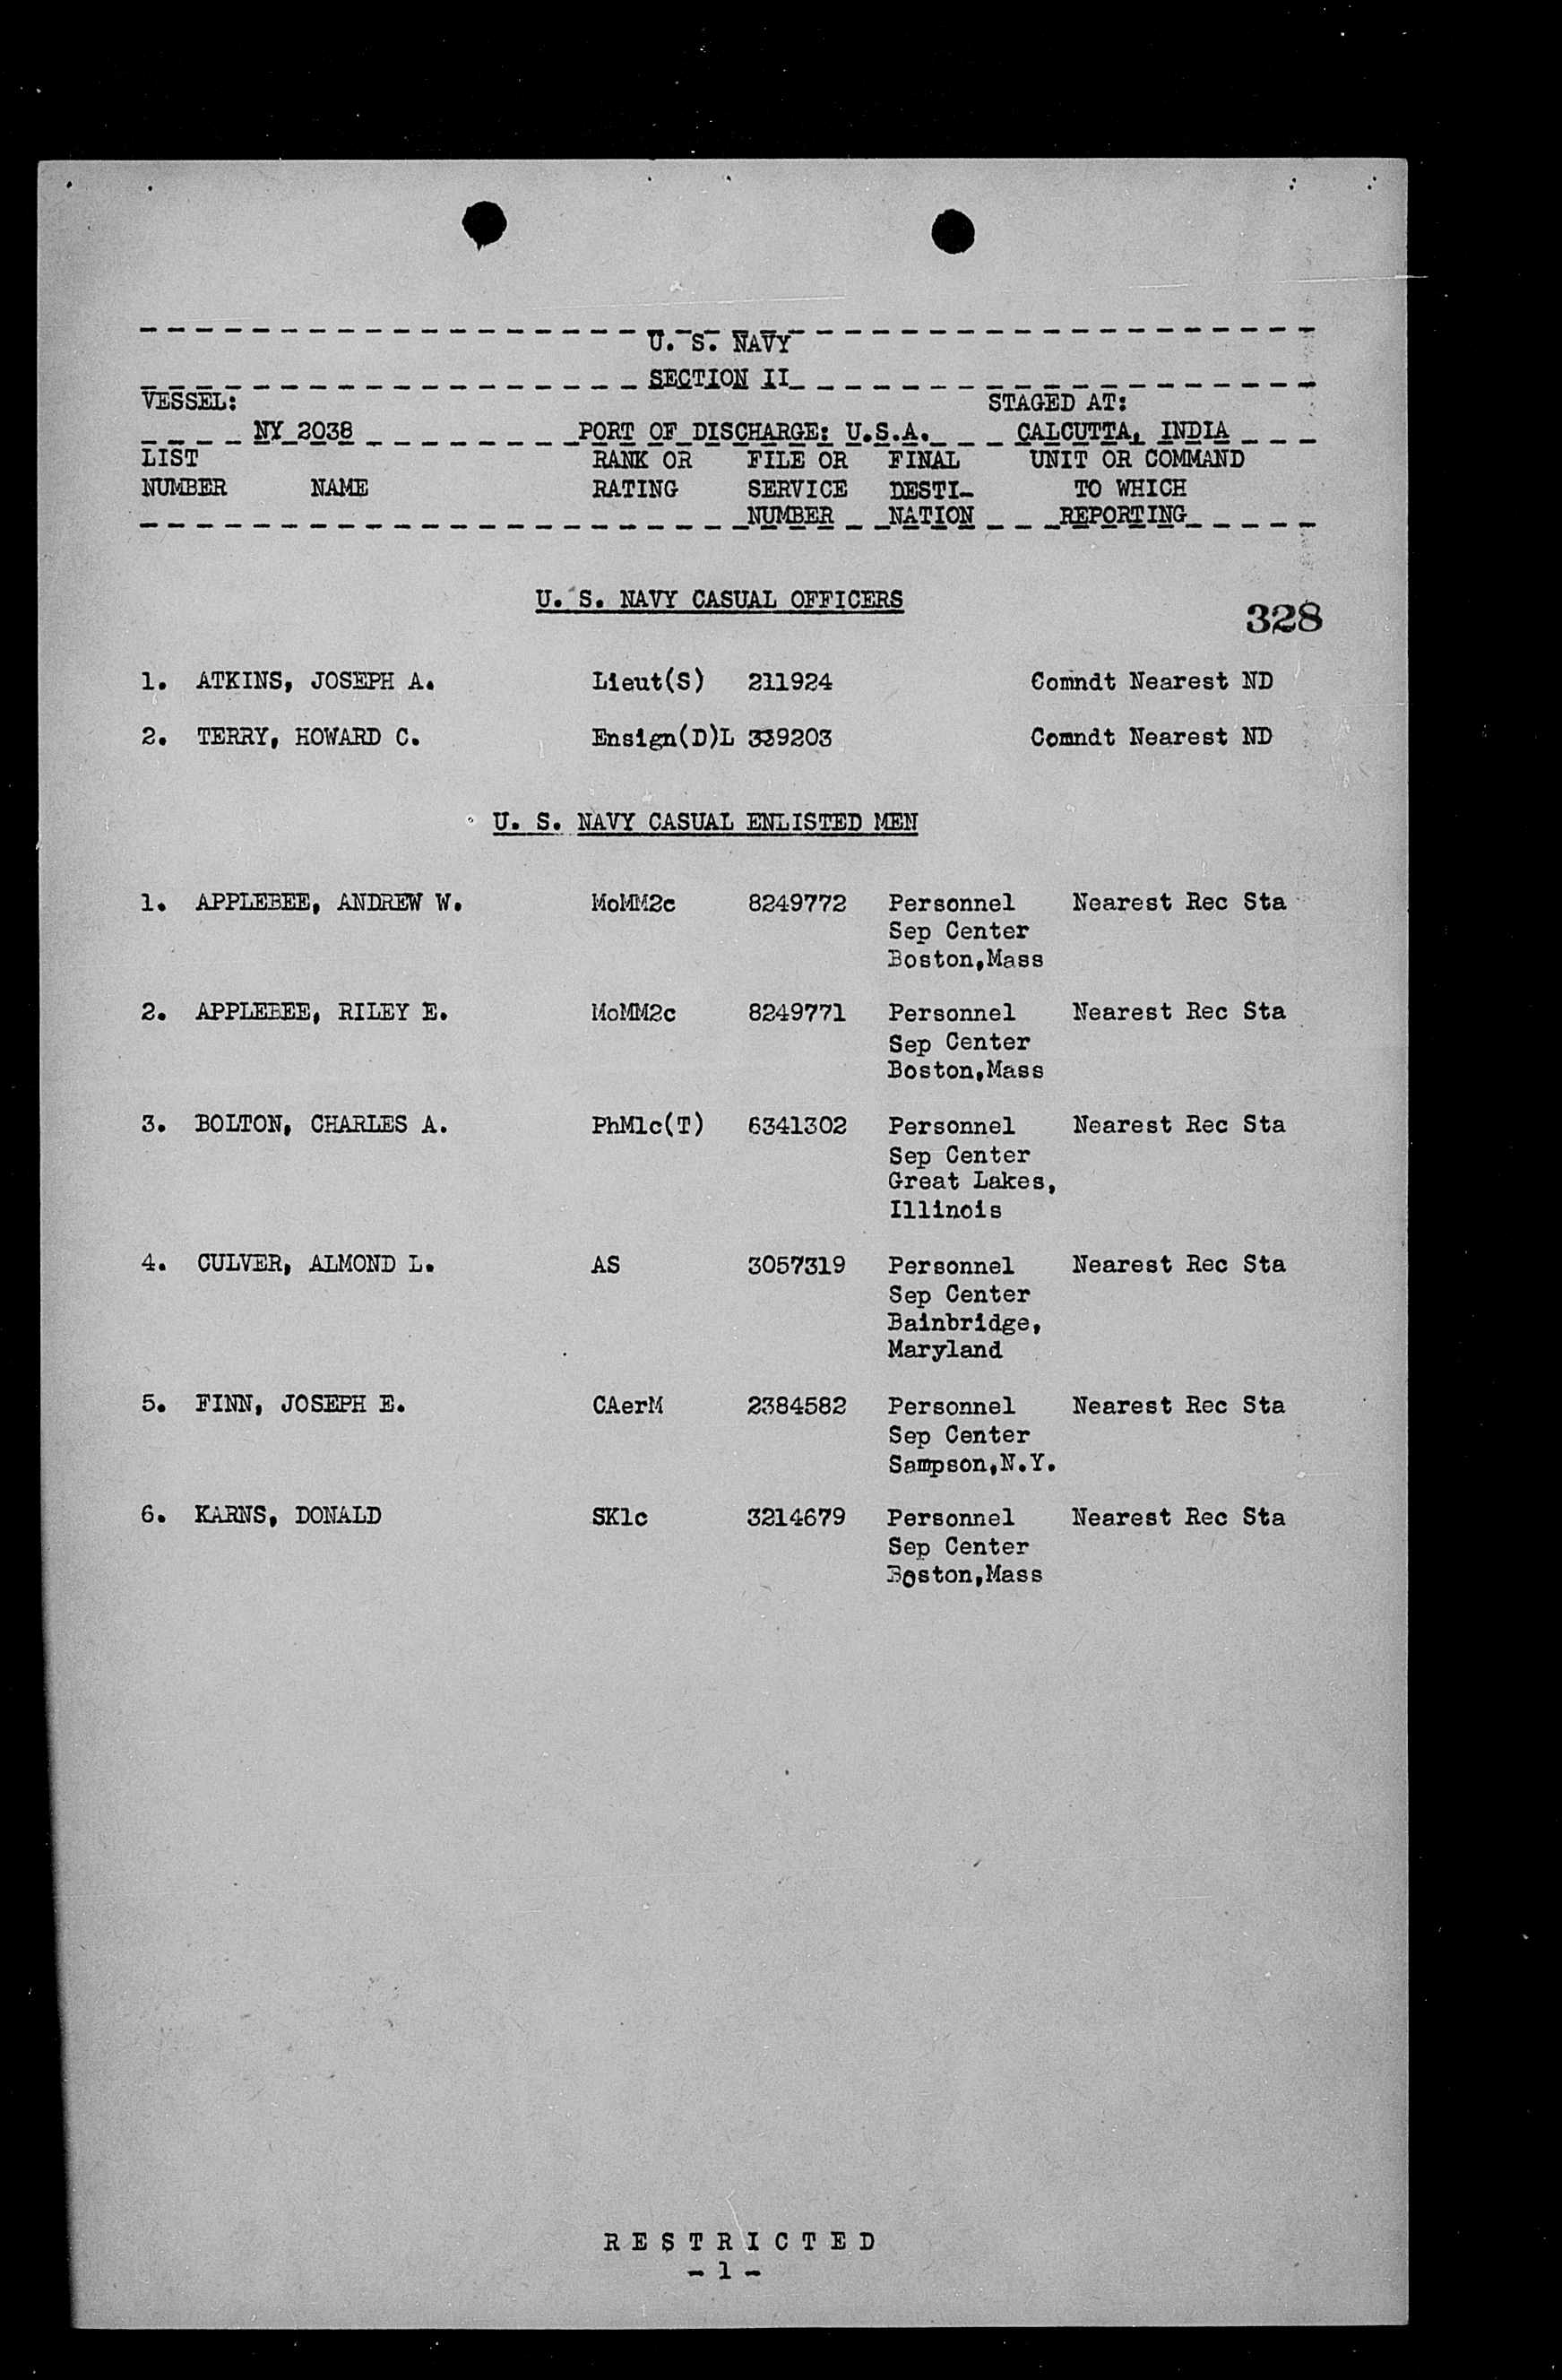 U. S. NAVY
SECTION II
VESSEL: STAGED AT:
NY 2038 PORT OF DISCHARGE: U.S.A. CALCUTTA, INDIA
LIST RANK OR FILE OR FINAL UNIT OR COMMAND
NUMBER NAME RATING SERVICE DESTI- TO WHICH
NUMBER NATION REPORTING
U. S. NAVY CASUAL OFFICERS
328
1. ATKINS, JOSEPH A. Lieut(S) 211924 Comndt Nearest ND
2. TERRY, HOWARD C. Ensign(D)L 339203 Comndt Nearest ND
U. S. NAVY CASUAL ENLISTED MEN
1. APPLEBEE, ANDREW W. MoMM2c 8249772 Personnel Nearest Rec Sta
Sep Center
Boston,Mass
2. APPLEBEE, RILEY E. MoMM2c 8249771 Personnel Nearest Rec Sta
Sep Center
Boston,Mass
3. BOLTON, CHARLES A. PhM1c(T) 6341302 Personnel Nearest Rec Sta
Sep Center
Great Lakes,
Illinois
4. CULVER, ALMOND L. AS 3057319 Personnel Nearest Rec Sta
Sep Center
Bainbridge,
Maryland
5. FINN, JOSEPH E. CAerM 2384582 Personnel Nearest Rec Sta
Sep Center
Sampson,N.Y.
6. KARNS, DONALD SK1c 3214679 Personnel Nearest Rec Sta
Sep Center
Boston,Mass
R E S T R I C T E D
- 1 -